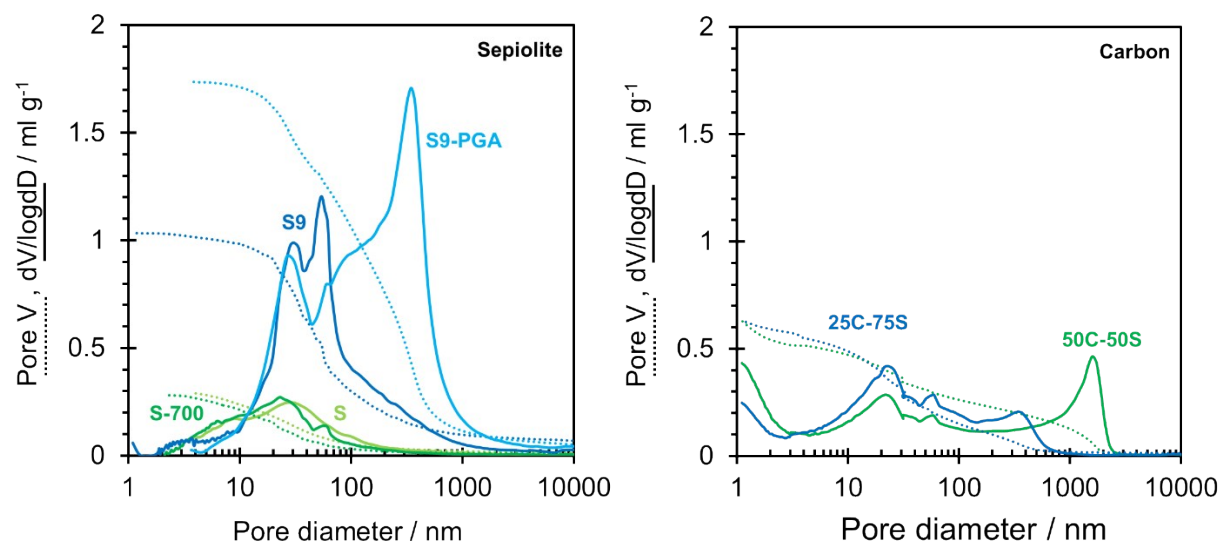 2
1.5
1
0.5
0
1
10
100
1000
10000
Pore V , dV/logdD / ml g-1
Pore diameter / nm
Sepiolite
S9-PGA
S9
S-700
S
2
1.5
1
0.5
0
1
10
100
1000
10000
Pore V , dV/logdD / ml g-1
Pore diameter / nm
Carbon
25C-75S
50C-50S